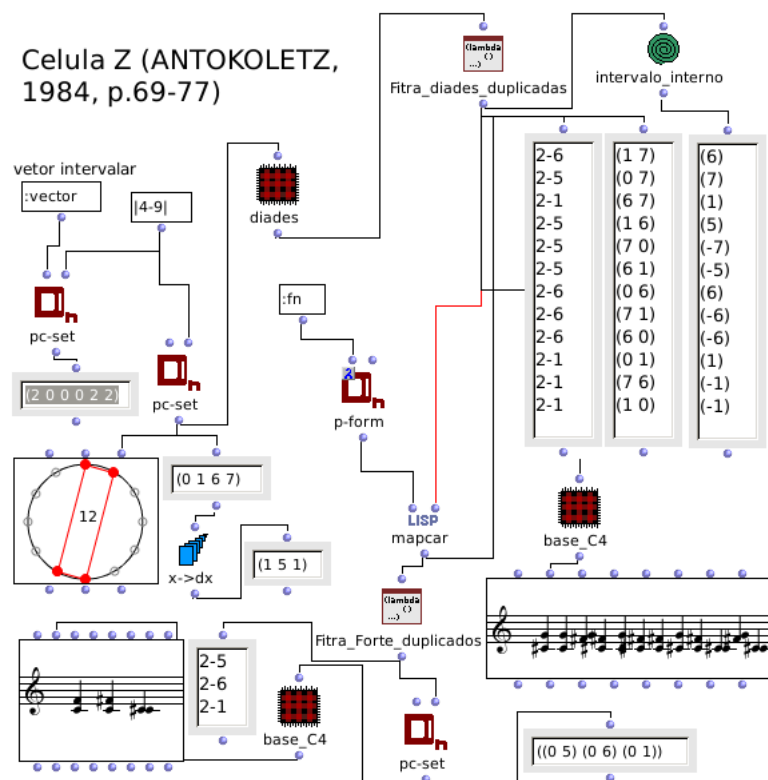 Celula Z (ANTOKOLETZ,
1984, p.69-77)
(lambda
()
...)
Fitra_diades_duplicadas
intervalo_interno
vetor intervalar
:vector
|4-9|
diades
2-6
2-5
2-1
2-5
2-5
2-5
2-6
2-6
2-6
2-1
2-1
2-1
(1 7)
(0 7)
(6 7)
(1 6)
(7 0)
(6 1)
(0 6)
(7 1)
(6 0)
(0 1)
(7 6)
(1 0)
(6)
(7)
(1)
(5)
(-7)
(-5)
(6)
(-6)
(-6)
(1)
(-1)
(-1)
:fn
pc-set
(2 0 0 0 2 2)
pc-set
p-form
12
(0 1 6 7)
LISP
mapcar
base_C4
x->dx
(1 5 1)
(lambda
()
...)
Fitra_Forte_duplicados
2-5
2-6
2-1
base_C4
pc-set
((0 5) (0 6) (0 1))